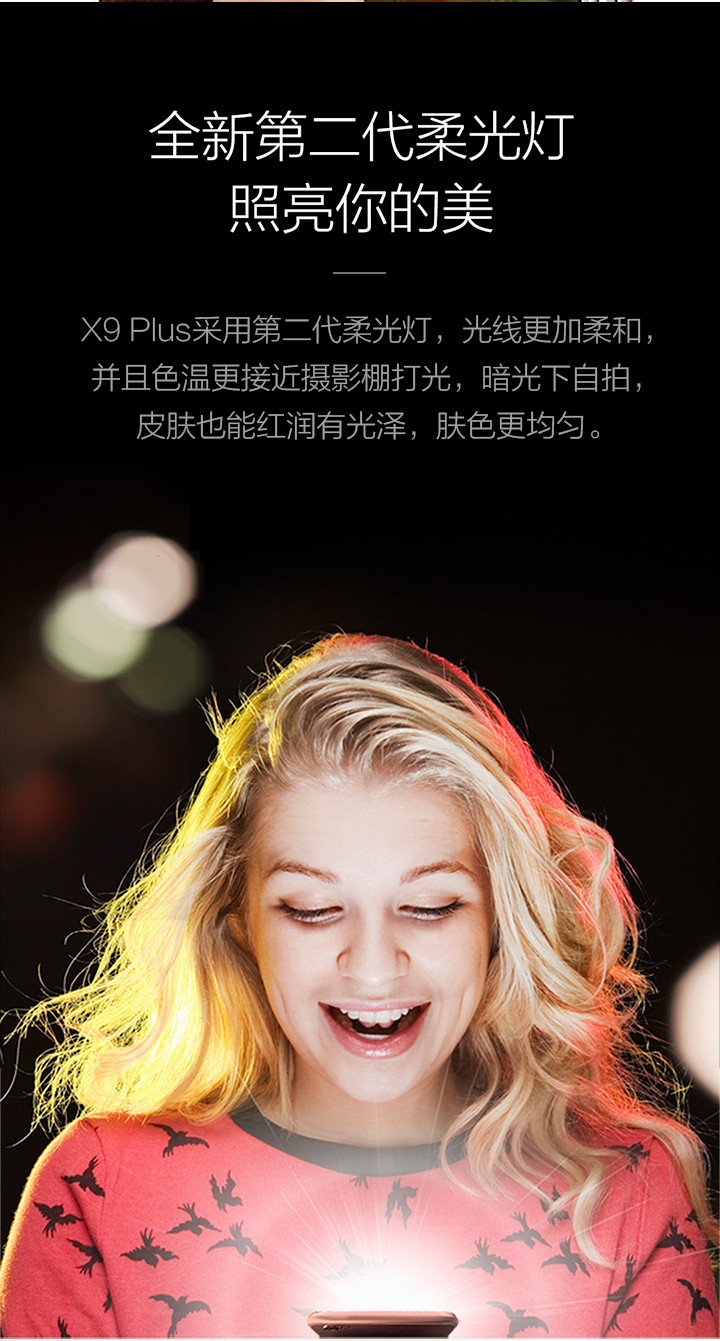 全新第二代柔光灯
照亮你的美
X9 Plus采用第二代柔光灯，光线更加柔和，
并且色温更接近摄影棚打光，暗光下自拍，
皮肤也能红润有光泽，肤色更均匀。